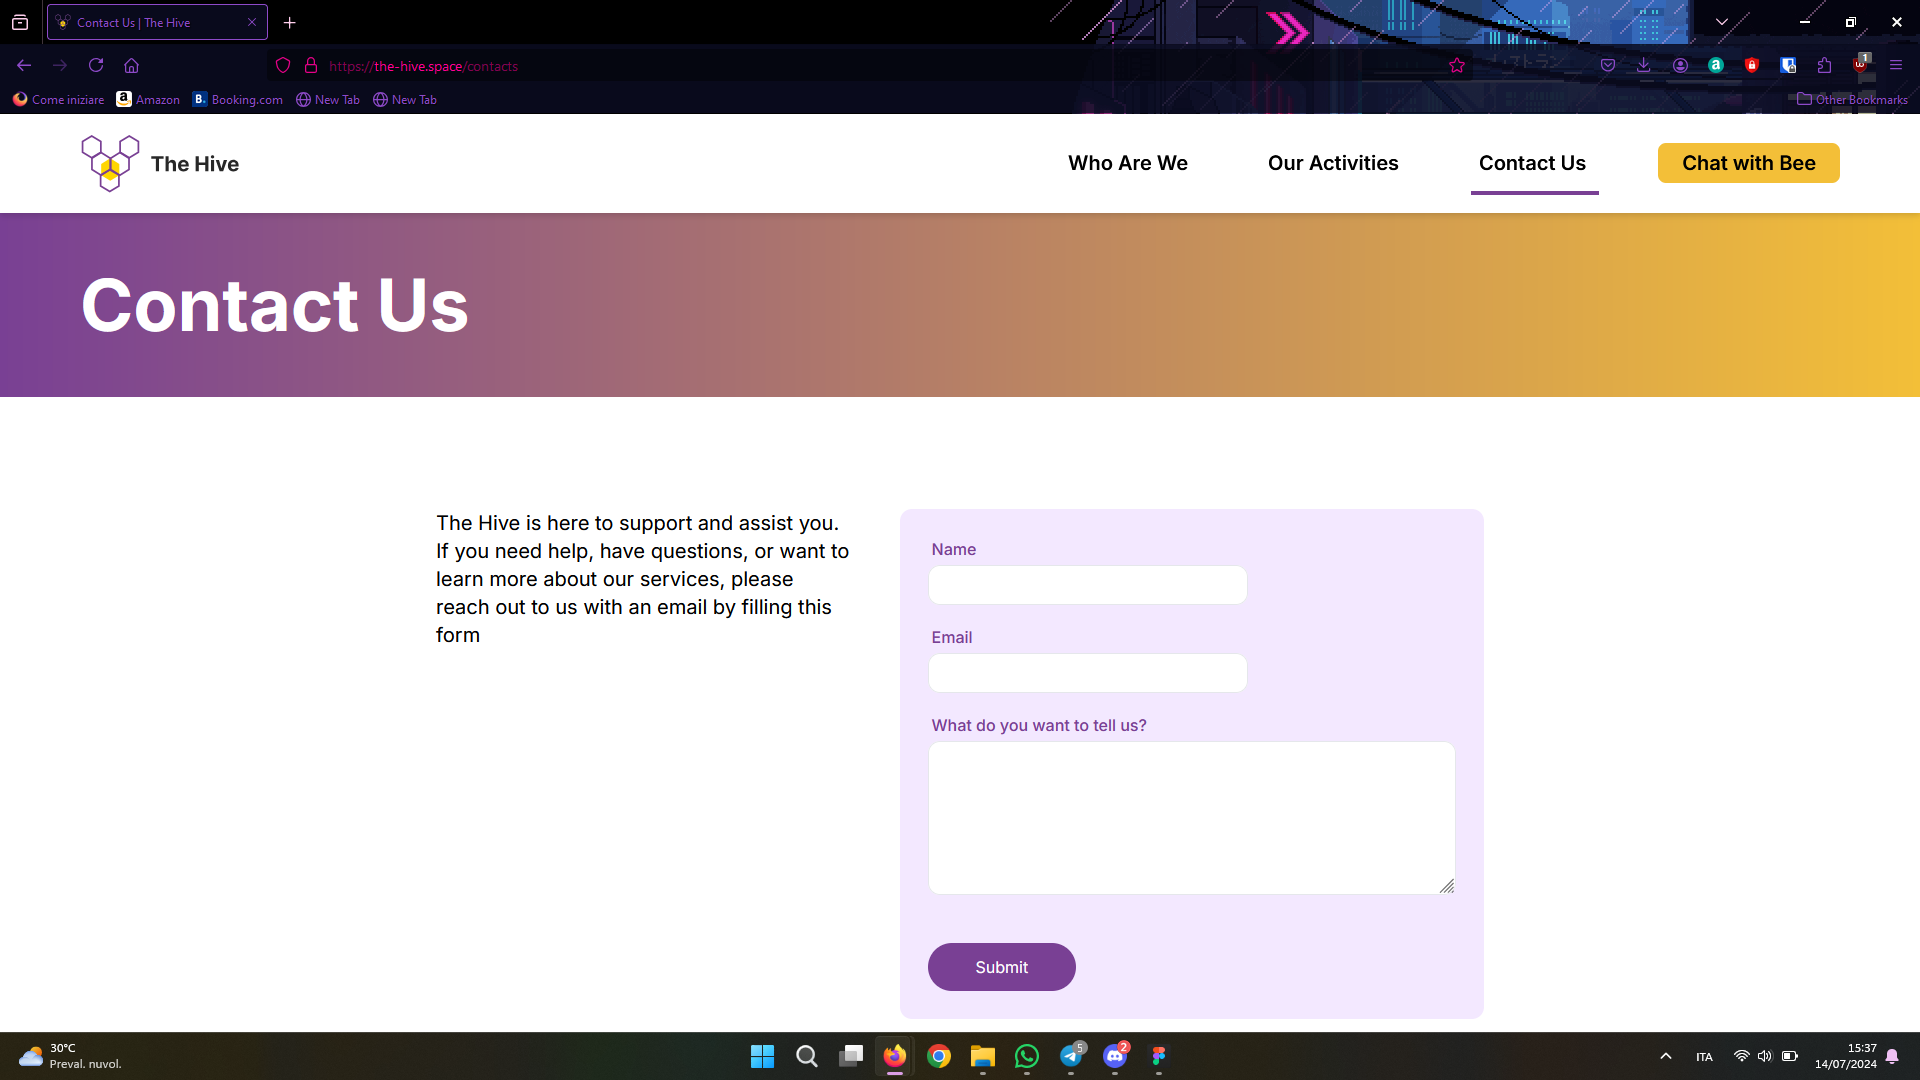 Contact Us | The Hive
https://the-hive.space/contacts
1
Come iniziare
Amazon
B. Booking.com
New Tab
New Tab
Other Bookmarks
The Hive
Who Are We
Our Activities
Contact Us
Chat with Bee
Contact Us
The Hive is here to support and assist you.
If you need help, have questions, or want to
learn more about our services, please
reach out to us with an email by filling this
form
Name
Email
What do you want to tell us?
Submit
30°C
Preval. nuvol.
5
2
ITA
15:37
14/07/2024